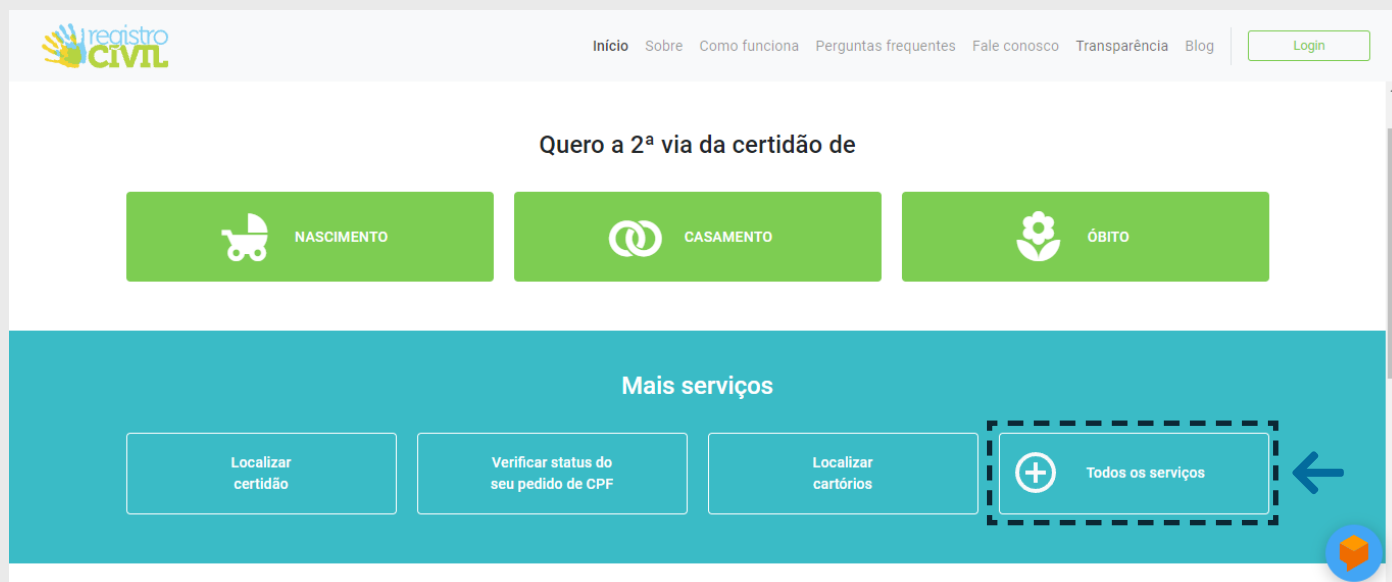 registro
CIVIL
Início Sobre Como funciona Perguntas frequentes Fale conosco Transparência Blog Login
Quero a 2ª via da certidão de
NASCIMENTO CASAMENTO ÓBITO
Mais serviços
Localizar
certidão
Verificar status do
seu pedido de CPF
Localizar
cartórios
Todos os serviços